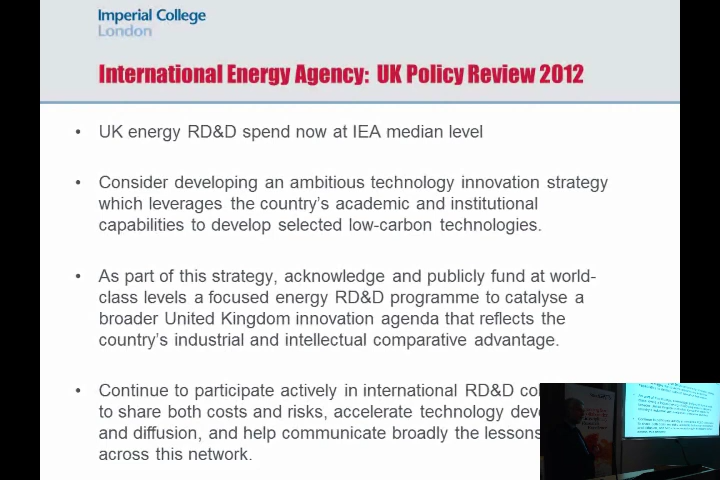 Imperial College
London
International Energy Agency: UK Policy Review 2012
• UK energy RD&D spend now at IEA median level
• Consider developing an ambitious technology innovation strategy
which leverages the country's academic and institutional
capabilities to develop selected low-carbon technologies.
• As part of this strategy, acknowledge and publicly fund at world-
class levels a focused energy RD&D programme to catalyse a
broader United Kingdom innovation agenda that reflects the
country's industrial and intellectual comparative advantage.
• Continue to participate actively in international RD&D
to share both costs and risks, accelerate technology
and diffusion, and help communicate broadly the lessons
across this network.